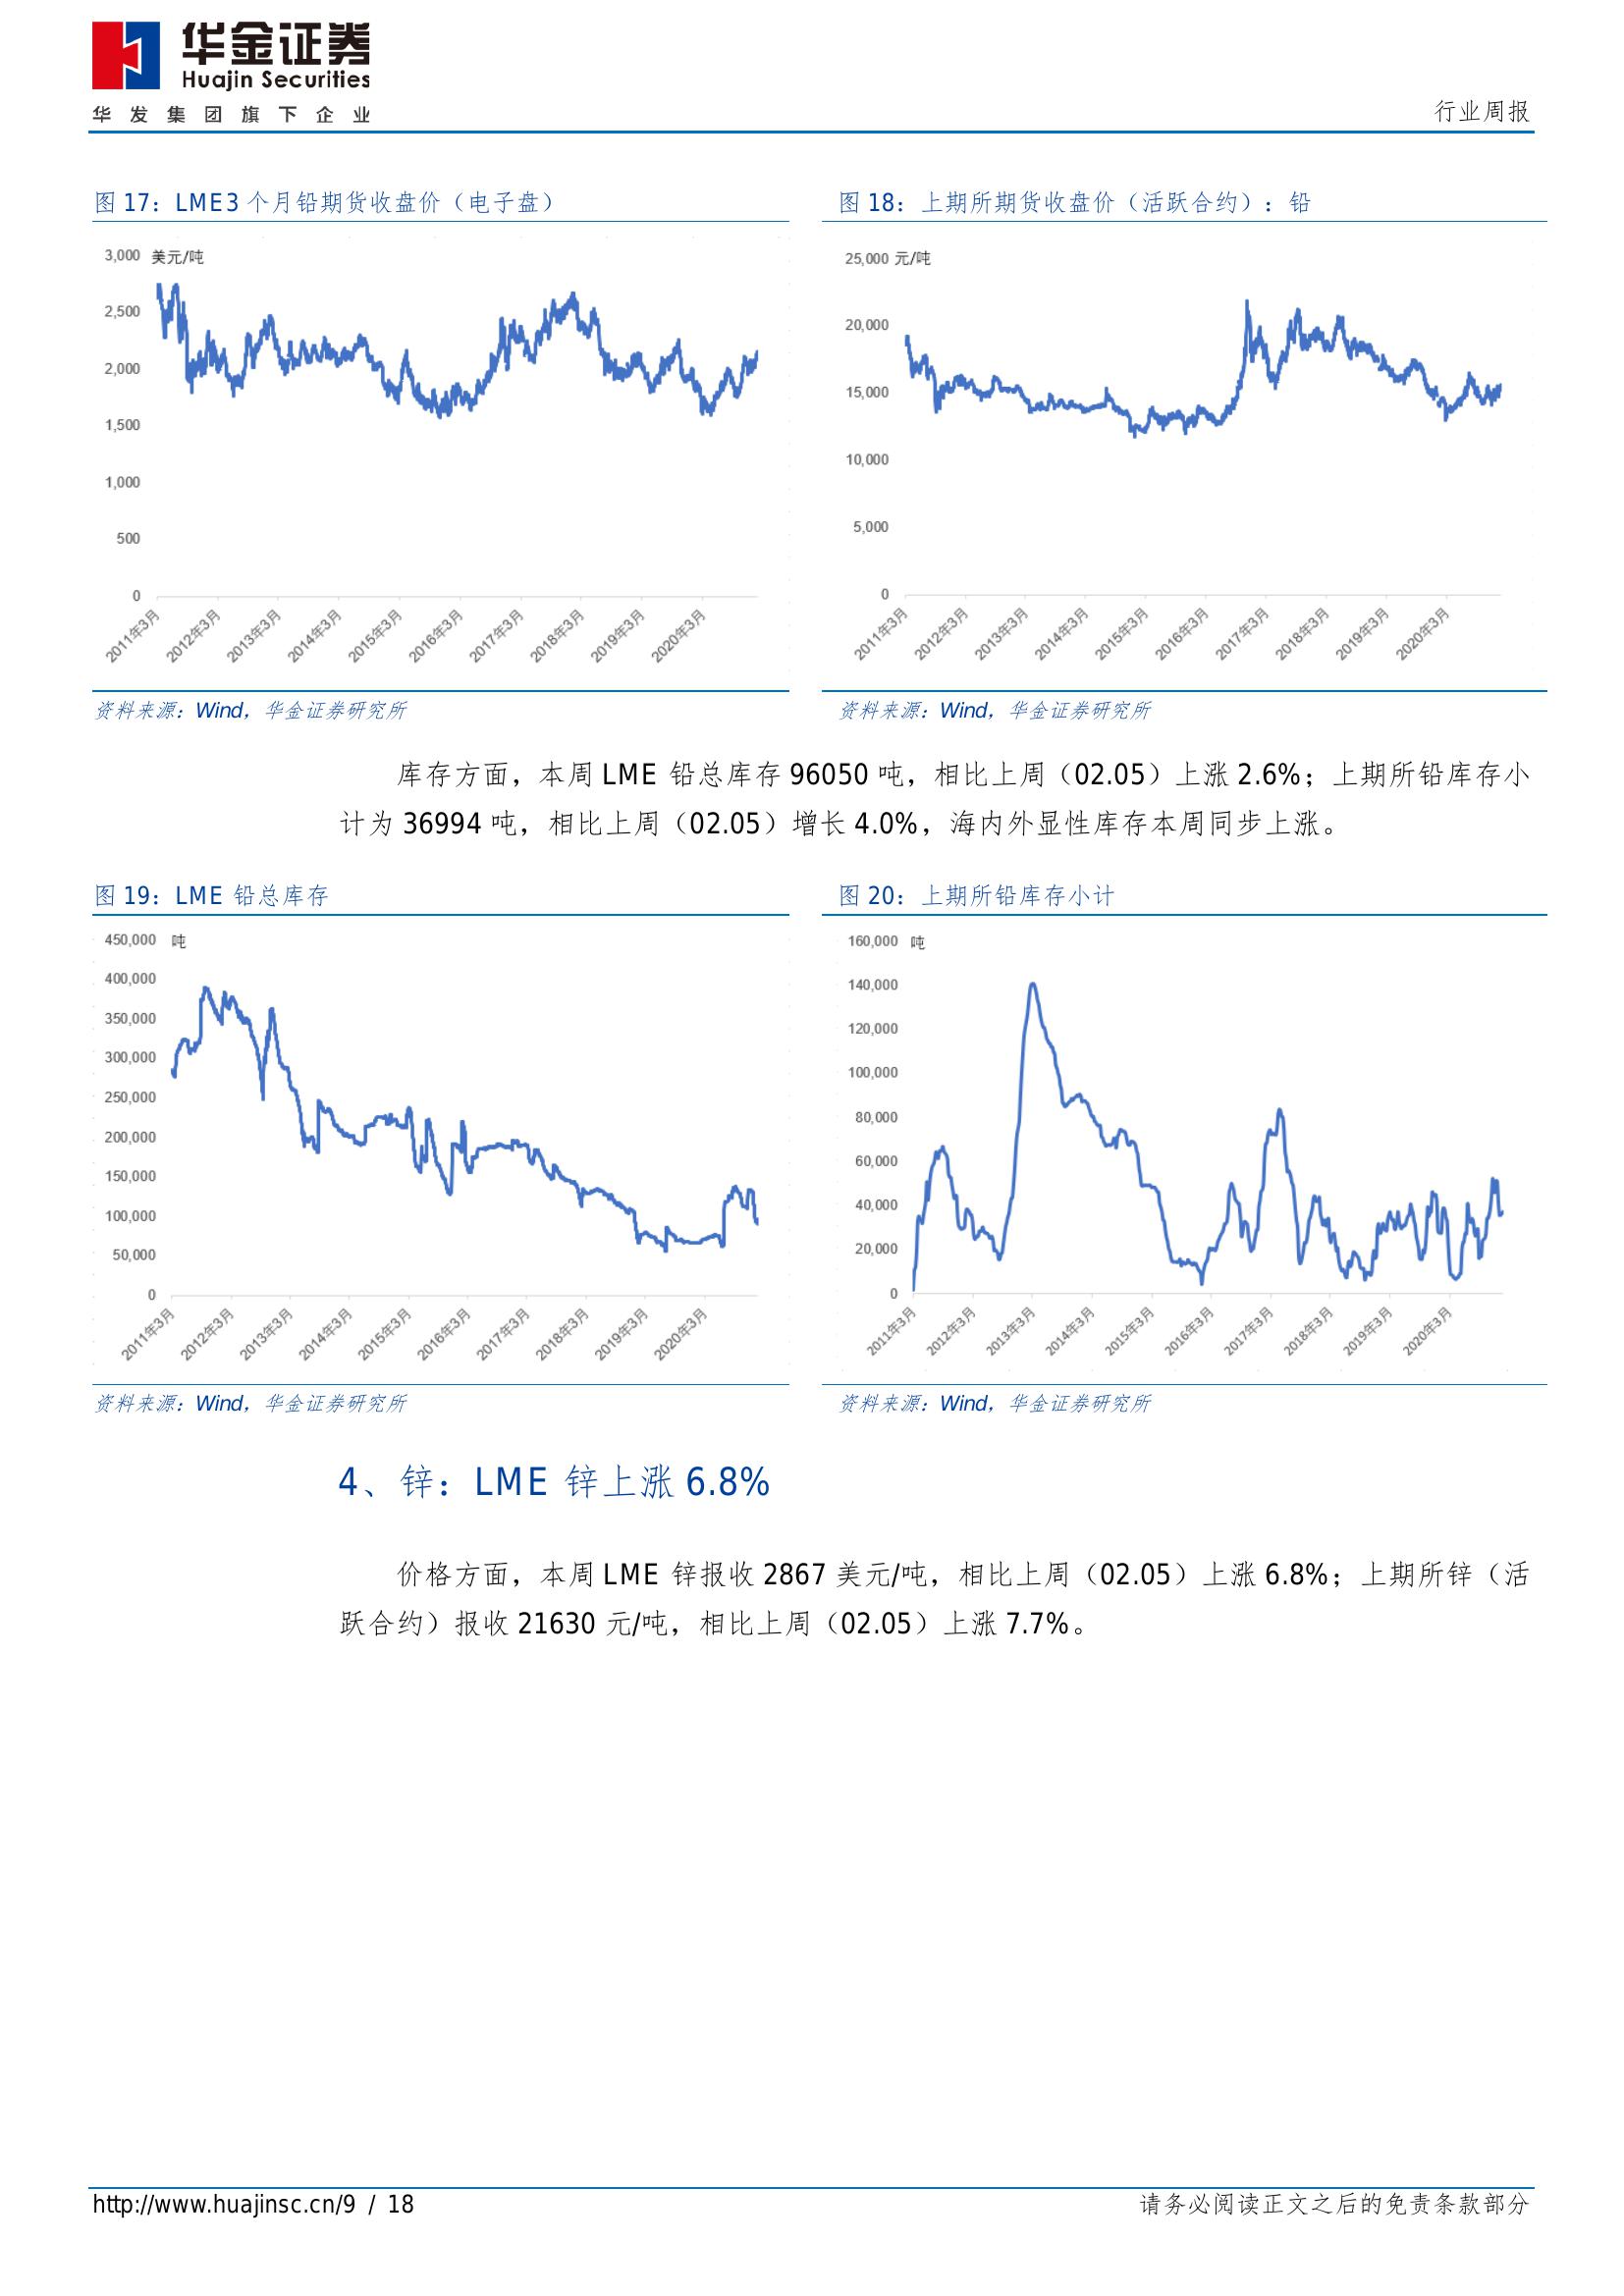 华金证券
Huajin Securities
华发集团旗下企业
行业周报
图 17：LME3 个月铅期货收盘价（电子盘）
3,000 美元/吨
2,500
2,000
1,500
1,000
500
0
2011年3月 2012年3月 2013年3月 2014年3月 2015年3月 2016年3月 2017年3月 2018年3月 2019年3月 2020年3月
资料来源：Wind，华金证券研究所
图 18：上期所期货收盘价（活跃合约）：铅
25,000 元/吨
20,000
15,000
10,000
5,000
0
2011年3月 2012年3月 2013年3月 2014年3月 2015年3月 2016年3月 2017年3月 2018年3月 2019年3月 2020年3月
资料来源：Wind，华金证券研究所
库存方面，本周 LME 铅总库存 96050 吨，相比上周（02.05）上涨 2.6%；上期所铅库存小
计为 36994 吨，相比上周（02.05）增长 4.0%，海内外显性库存本周同步上涨。
图 19：LME 铅总库存
450,000 吨
400,000
350,000
300,000
250,000
200,000
150,000
100,000
50,000
0
2011年3月 2012年3月 2013年3月 2014年3月 2015年3月 2016年3月 2017年3月 2018年3月 2019年3月 2020年3月
资料来源：Wind，华金证券研究所
图 20：上期所铅库存小计
160,000 吨
140,000
120,000
100,000
80,000
60,000
40,000
20,000
0
2011年3月 2012年3月 2013年3月 2014年3月 2015年3月 2016年3月 2017年3月 2018年3月 2019年3月 2020年3月
资料来源：Wind，华金证券研究所
4、锌：LME 锌上涨 6.8%
价格方面，本周 LME 锌报收 2867 美元/吨，相比上周（02.05）上涨 6.8%；上期所锌（活
跃合约）报收 21630 元/吨，相比上周（02.05）上涨 7.7%。
http://www.huajinsc.cn/9 / 18
请务必阅读正文之后的免责条款部分